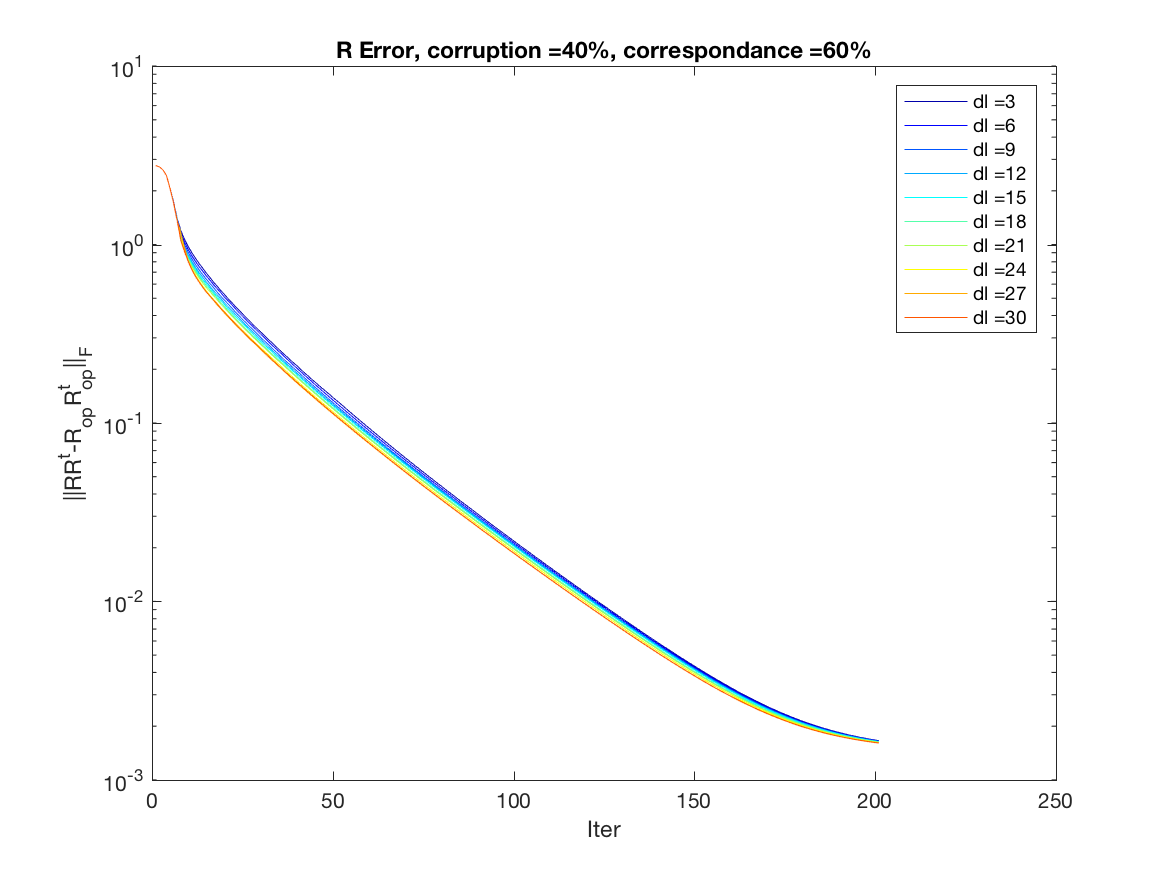 R Error, corruption =40%, correspondance =60%
10^1
10^0
10^-1
10^-2
10^-3
||RR^t-R_op R^t_op||_F
0 50 100 150 200 250
Iter
dl =3
dl =6
dl =9
dl =12
dl =15
dl =18
dl =21
dl =24
dl =27
dl =30